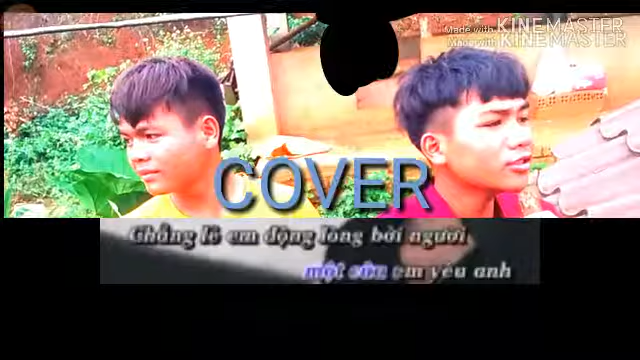 Made with KINEMASTER
Made with KINEMASTER
COVER
Chẳng lẽ em động lòng bởi người
một câu em yêu anh